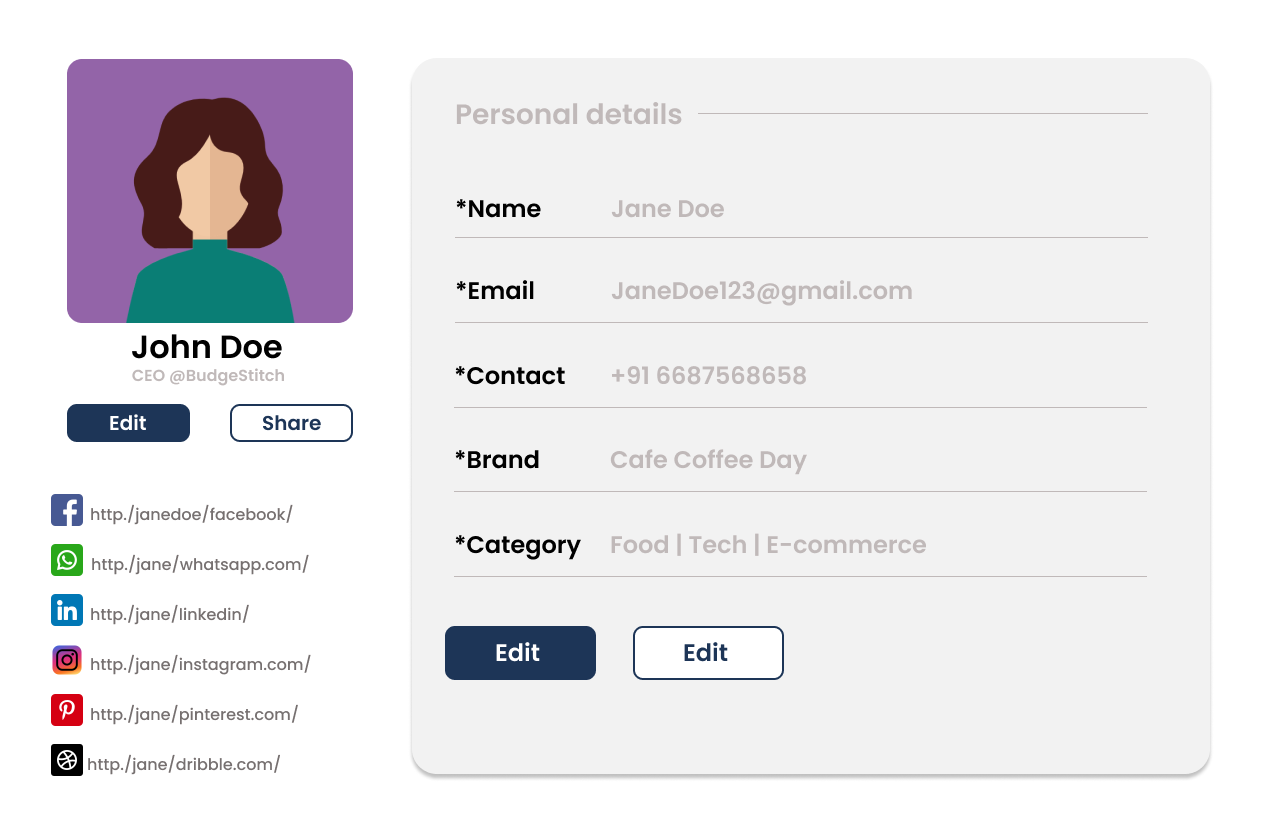 John Doe
CEO @BudgeStitch
Edit
Share
http./janedoe/facebook/
http./jane/whatsapp.com/
in http./jane/linkedin/
http./jane/instagram.com/
http./jane/pinterest.com/
http./jane/dribble.com/
Personal details
*Name Jane Doe
*Email JaneDoe123@gmail.com
*Contact +91 6687568658
*Brand Cafe Coffee Day
*Category Food | Tech | E-commerce
Edit
Edit